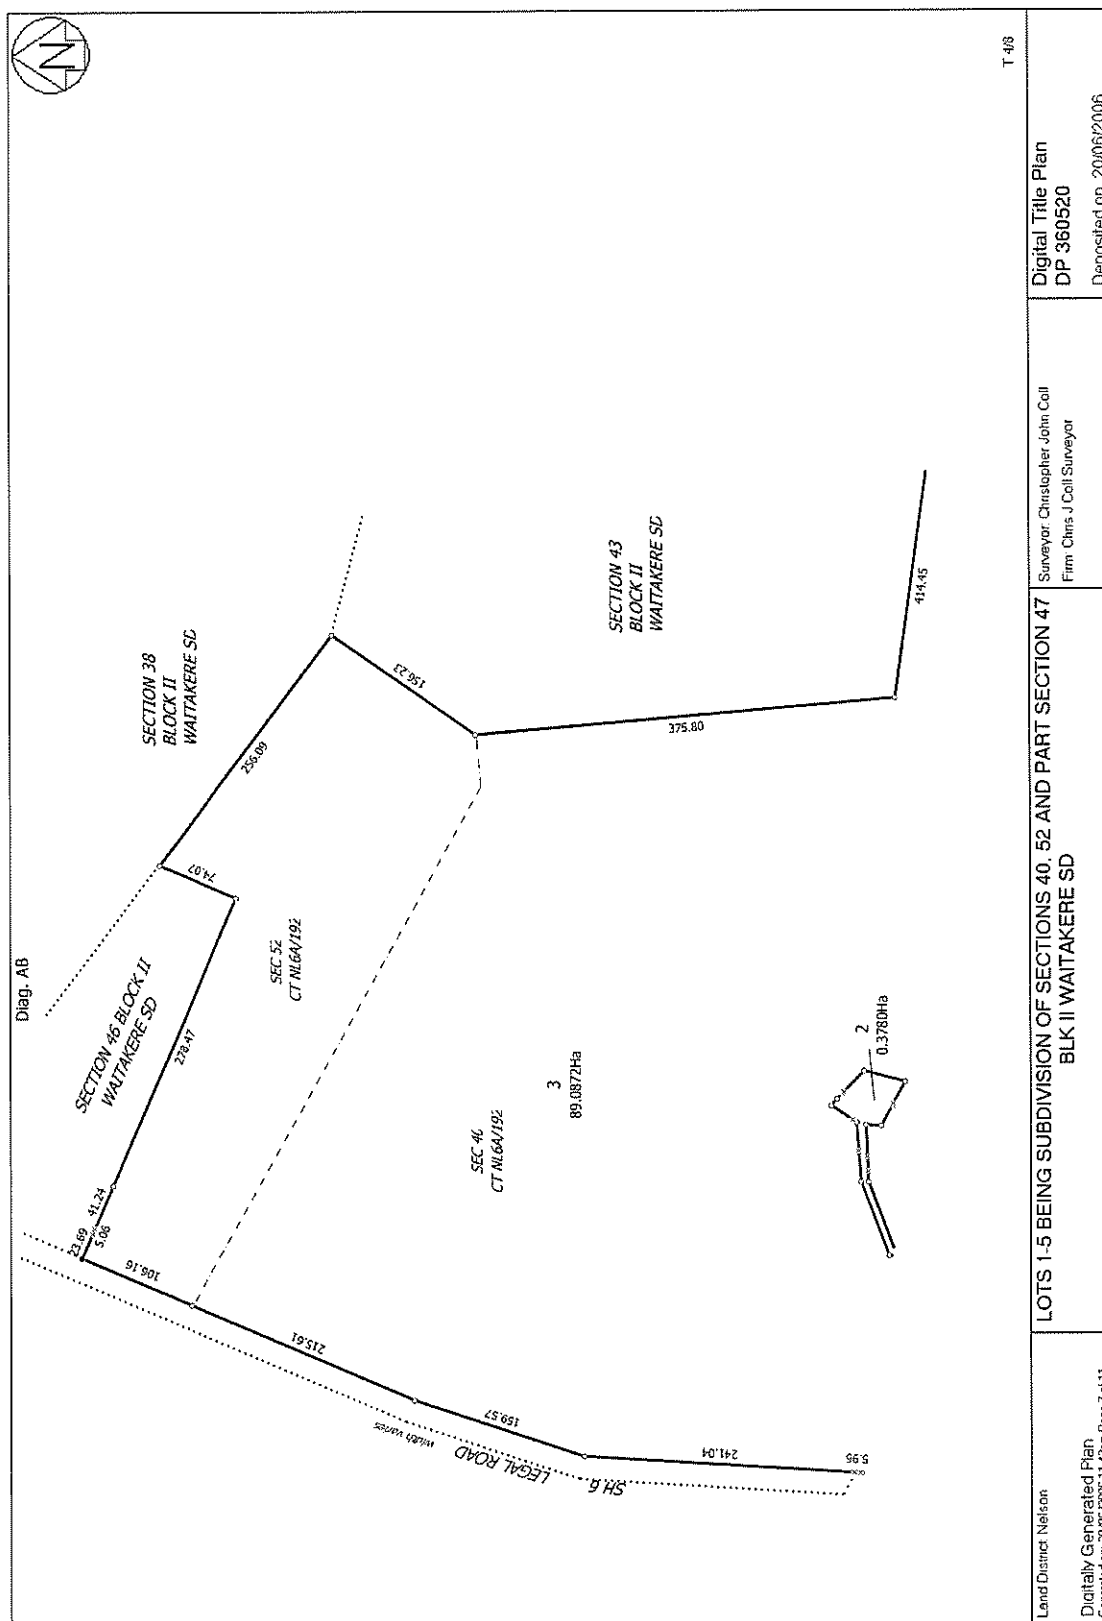 Diag. AB
N
T 4/8
SECTION 38
BLOCK II
WAITAKERE SD
SECTION 46 BLOCK II
WAITAKERE SD
SECTION 43
BLOCK II
WAITAKERE SD
SEC 52
CT NL6A/192
SEC 40
CT NL6A/192
3
89.0872Ha
2
0.3780Ha
23.69
5.06
41.24
278.47
74.07
256.09
156.23
375.80
414.45
106.16
215.61
159.57
241.04
5.95
width varies
LEGAL ROAD
SH 6
Land District: Nelson
Digitally Generated Plan
LOTS 1-5 BEING SUBDIVISION OF SECTIONS 40, 52 AND PART SECTION 47
BLK II WAITAKERE SD
Surveyor: Christopher John Coll
Firm: Chris J Coll Surveyor
Digital Title Plan
DP 360520
Deposited on: 20/06/2006